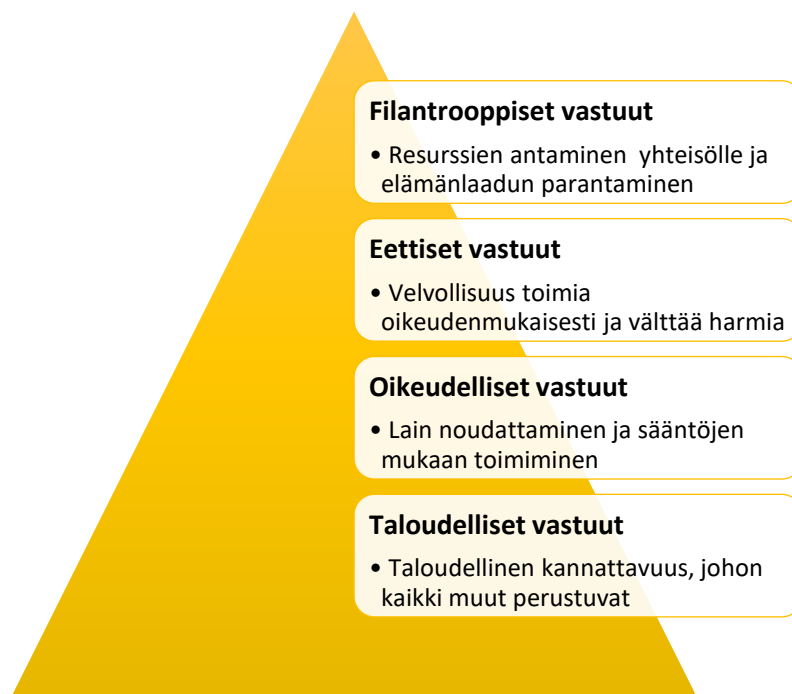 Filantrooppiset vastuut
• Resurssien antaminen yhteisölle ja
elämänlaadun parantaminen
Eettiset vastuut
• Velvollisuus toimia
oikeudenmukaisesti ja välttää harmia
Oikeudelliset vastuut
• Lain noudattaminen ja sääntöjen
mukaan toimiminen
Taloudelliset vastuut
• Taloudellinen kannattavuus, johon
kaikki muut perustuvat